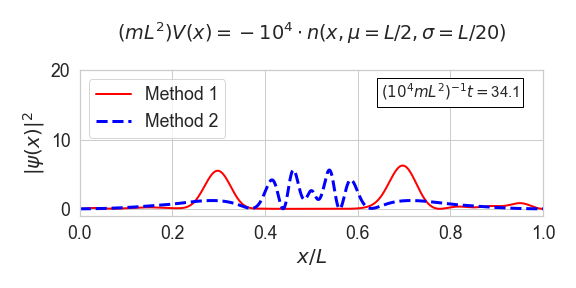 (mL²)V(x) = −10⁴ · n(x, μ = L/2, σ = L/20)
20
10
0
|ψ(x)|²
Method 1
Method 2
(10⁴mL²)⁻¹t = 34.1
0.0 0.2 0.4 0.6 0.8 1.0
x/L